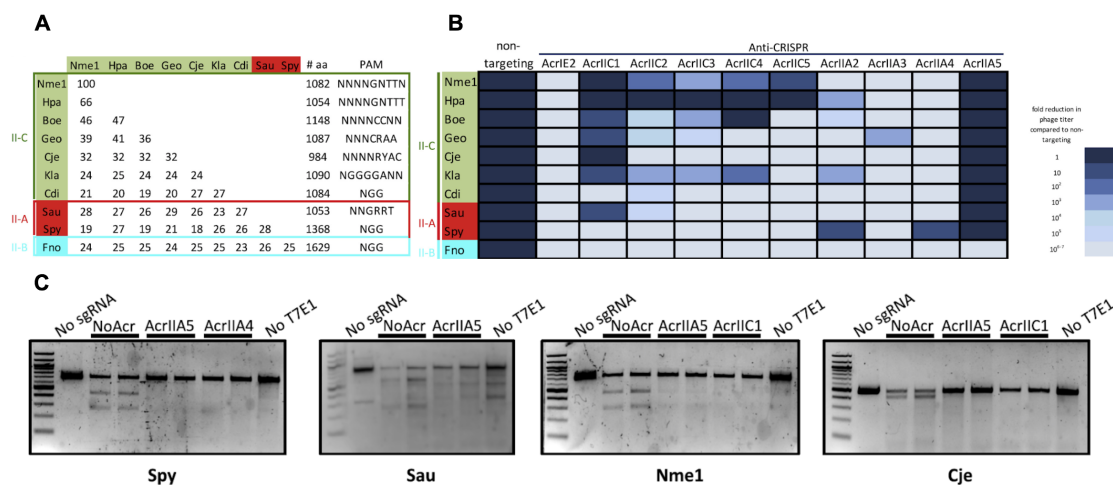 A
Nme1 Hpa Boe Geo Cje Kla Cdi Sau Spy # aa PAM
Nme1 100 1082 NNNNGNTTN
Hpa 66 1054 NNNNGNTTT
Boe 46 47 1148 NNNNCCNN
Geo 39 41 36 1087 NNNCRAA
Cje 32 32 32 32 984 NNNNRYAC
Kla 24 25 24 24 24 1090 NGGGGANN
Cdi 21 20 19 20 27 27 1084 NGG
Sau 28 27 26 29 26 23 27 1053 NNGRRT
Spy 19 27 19 21 18 26 26 28 1368 NGG
Fno 24 25 25 24 25 25 23 26 25 1629 NGG
II-C
II-A
II-B
B
non-
targeting
Anti-CRISPR
AcrIE2 AcrIIC1 AcrIIC2 AcrIIC3 AcrIIC4 AcrIIC5 AcrIIA2 AcrIIA3 AcrIIA4 AcrIIA5
Nme1
Hpa
Boe
Geo
Cje
Kla
Cdi
Sau
Spy
Fno
II-C
II-A
II-B
fold reduction in
phage titer
compared to non-
targeting
1
10
10²
10³
10⁴
10⁵
10⁶⁻⁷
C
No sgRNA NoAcr AcrIIA5 AcrIIA4 No T7E1
Spy
No sgRNA NoAcr AcrIIA5 No T7E1
Sau
No sgRNA NoAcr AcrIIA5 AcrIIC1 No T7E1
Nme1
No sgRNA NoAcr AcrIIA5 AcrIIC1 No T7E1
Cje